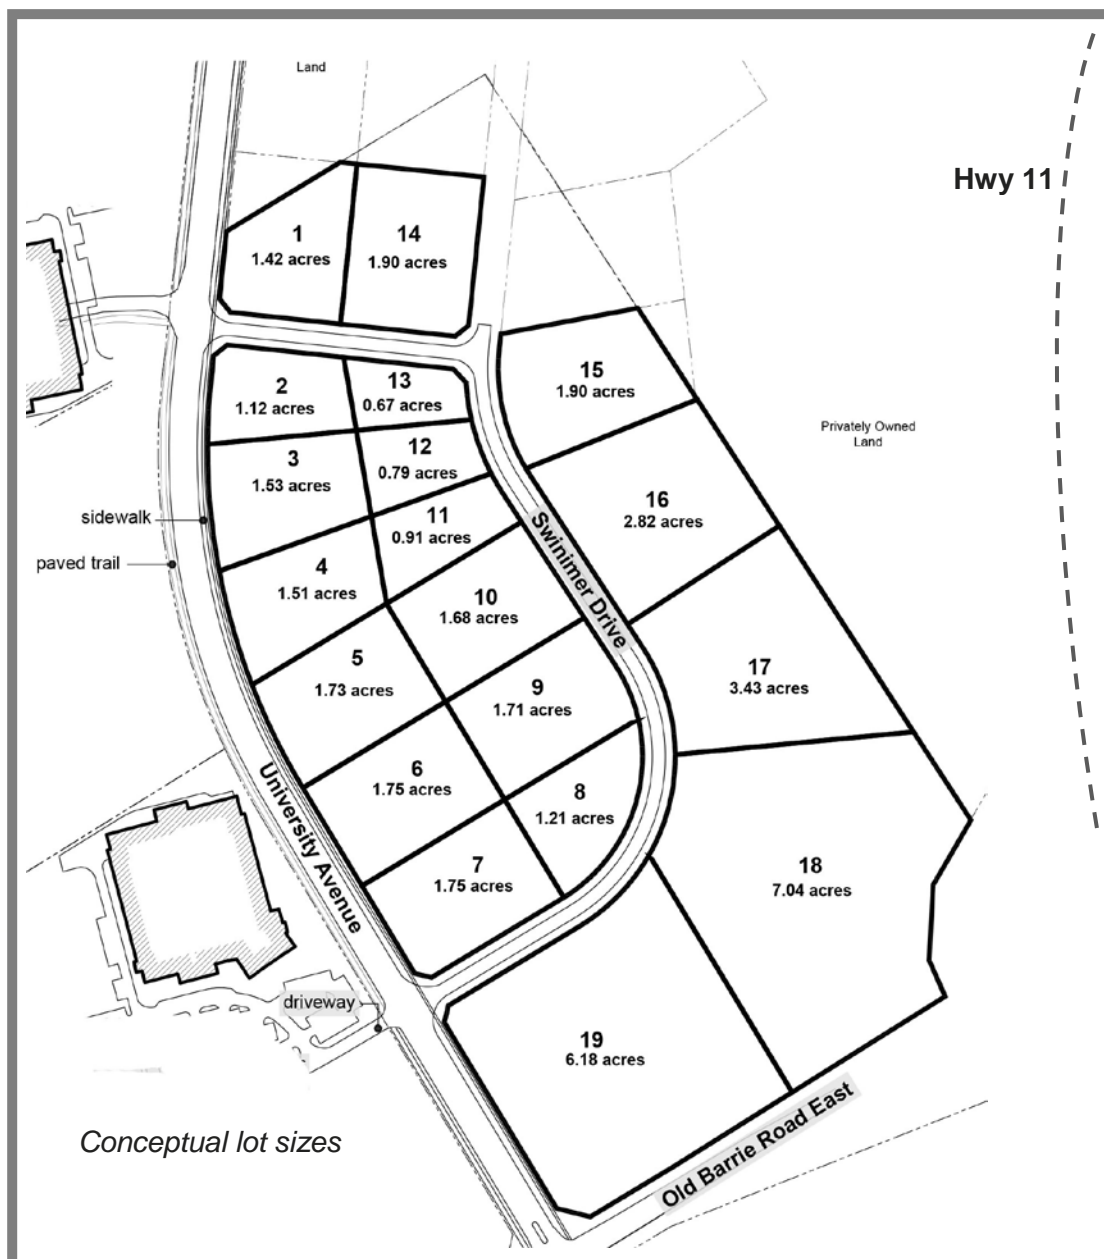 Land
Hwy 11
1
1.42 acres
14
1.90 acres
15
1.90 acres
2
1.12 acres
13
0.67 acres
3
1.53 acres
12
0.79 acres
Privately Owned
Land
16
2.82 acres
sidewalk
11
0.91 acres
paved trail
4
1.51 acres
Swinimer Drive
10
1.68 acres
5
1.73 acres
17
3.43 acres
9
1.71 acres
6
1.75 acres
8
1.21 acres
University Avenue
7
1.75 acres
18
7.04 acres
driveway
19
6.18 acres
Old Barrie Road East
Conceptual lot sizes